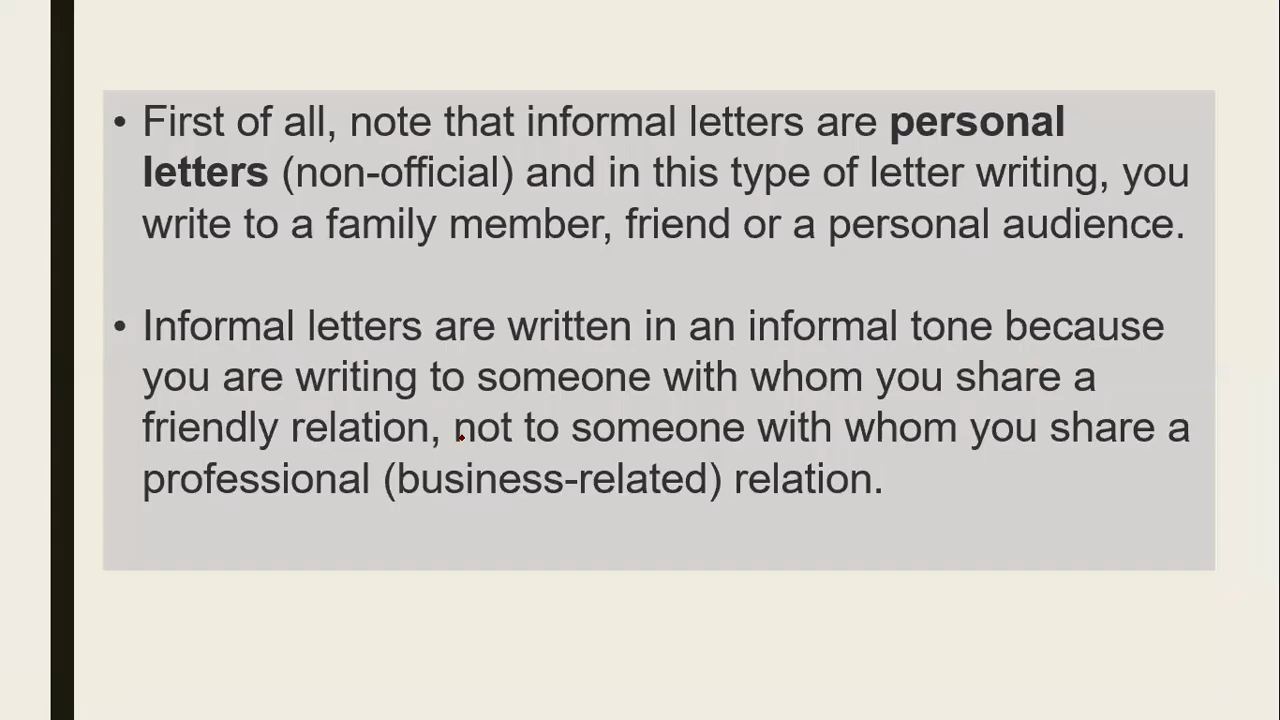 • First of all, note that informal letters are personal
letters (non-official) and in this type of letter writing, you
write to a family member, friend or a personal audience.
• Informal letters are written in an informal tone because
you are writing to someone with whom you share a
friendly relation, not to someone with whom you share a
professional (business-related) relation.